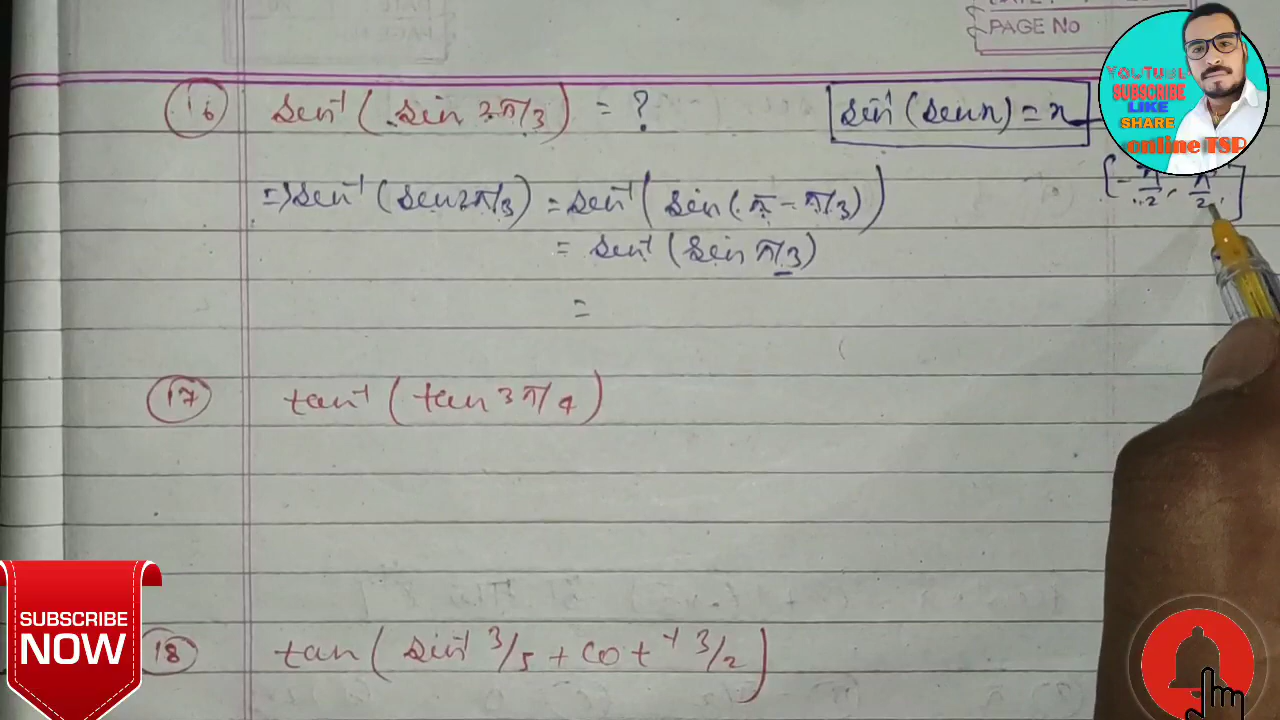 PAGE No
YOUTUBE
SUBSCRIBE
LIKE
SHARE
online TSP
(16) sin⁻¹ ( sin 2π/3 ) = ?
sin⁻¹ (sin x) = x
[-π/2, π/2]
=> sin⁻¹ ( sin 2π/3 ) = sin⁻¹ ( sin ( π - π/3 ) )
= sin⁻¹ ( sin π/3 )
=
(17) tan⁻¹ ( tan 3π/4 )
(18) tan ( sin⁻¹ 3/5 + cot⁻¹ 3/2 )
SUBSCRIBE
NOW